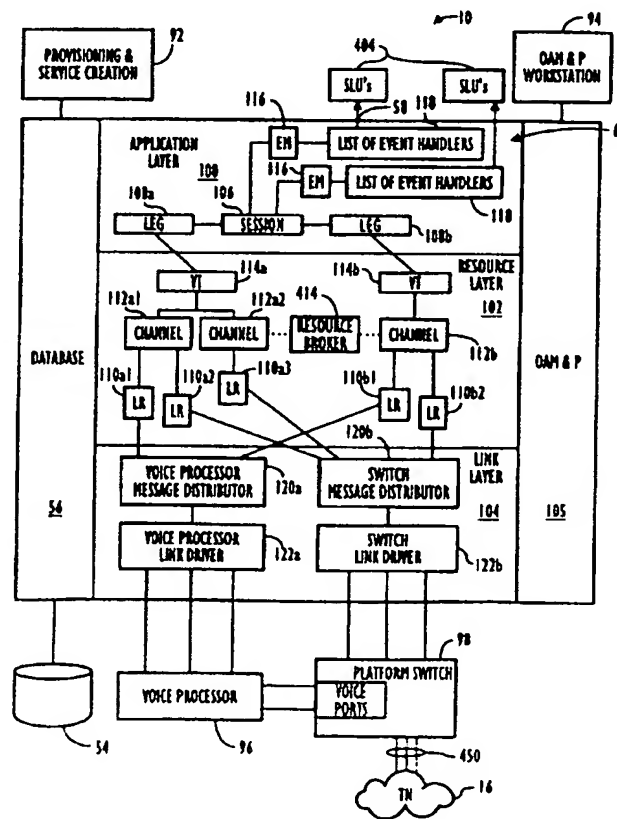 10
92
PROVISIONING &
SERVICE CREATION
404
94
OAM & P
WORKSTATION
SLU's
SLU's
116
58
118
6
EM
LIST OF EVENT HANDLERS
APPLICATION
LAYER
100
116
EM
LIST OF EVENT HANDLERS
108a
106
118
LEG
SESSION
LEG
108b
RESOURCE
LAYER
VT
114a
114b
VT
102
112a1
112a2
414
CHANNEL
CHANNEL
RESOURCE
BROKER
CHANNEL
112b
DATABASE
OAM & P
110a1
110a2
110a3
110b1
110b2
LR
LR
LR
LR
LR
120b
LINK
LAYER
VOICE PROCESSOR
MESSAGE DISTRIBUTOR
120a
SWITCH
MESSAGE DISTRIBUTOR
104
56
105
VOICE PROCESSOR
LINK DRIVER
122a
SWITCH
LINK DRIVER
122b
98
PLATFORM SWITCH
VOICE PROCESSOR
VOICE
PORTS
54
96
450
TN
16